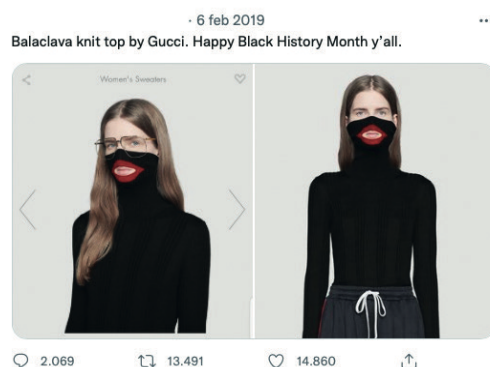 · 6 feb 2019
Balaclava knit top by Gucci. Happy Black History Month y’all.
Women's Sweaters
2.069 13.491 14.860